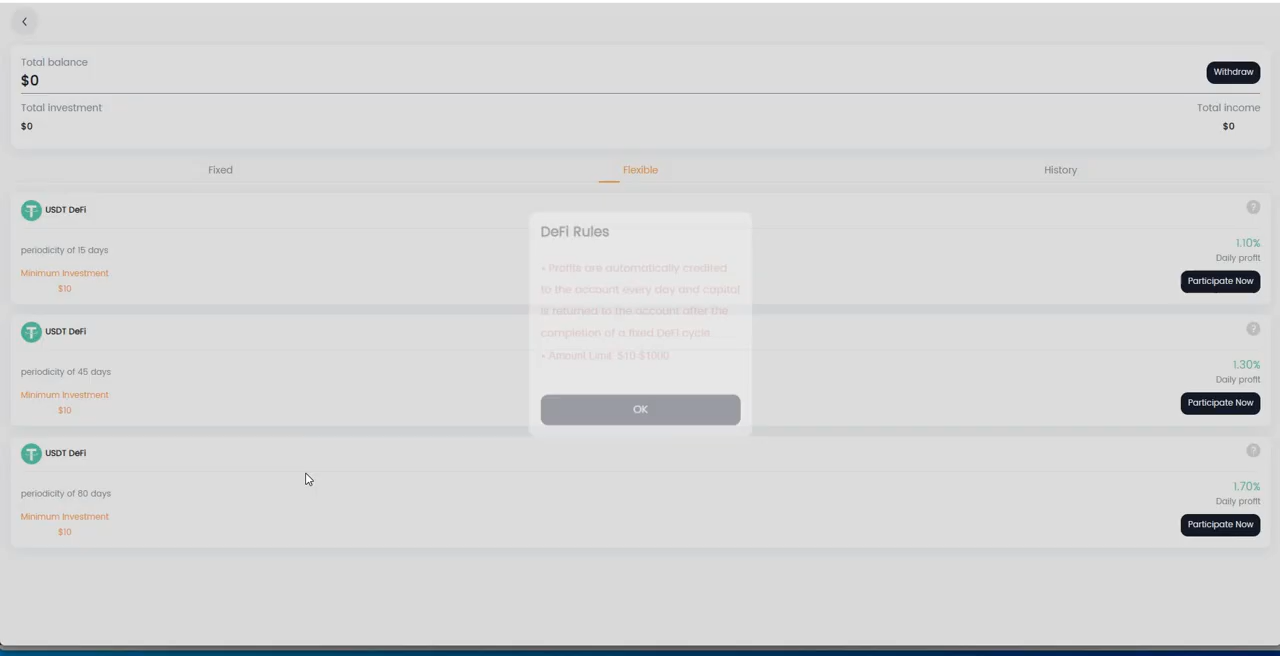 Total balance
$0
Withdraw
Total investment
Total income
$0
$0
Fixed
Flexible
History
USDT DeFi
?
periodicity of 15 days
1.10%
Daily profit
Minimum Investment
$10
Participate Now
USDT DeFi
?
periodicity of 45 days
1.30%
Daily profit
Minimum Investment
$10
Participate Now
USDT DeFi
?
periodicity of 80 days
1.70%
Daily profit
Minimum Investment
$10
Participate Now
DeFi Rules
• Profits are automatically credited
to the account every day and capital
is returned to the account after the
completion of a fixed DeFi cycle.
• Amount Limit $10-$1000
OK